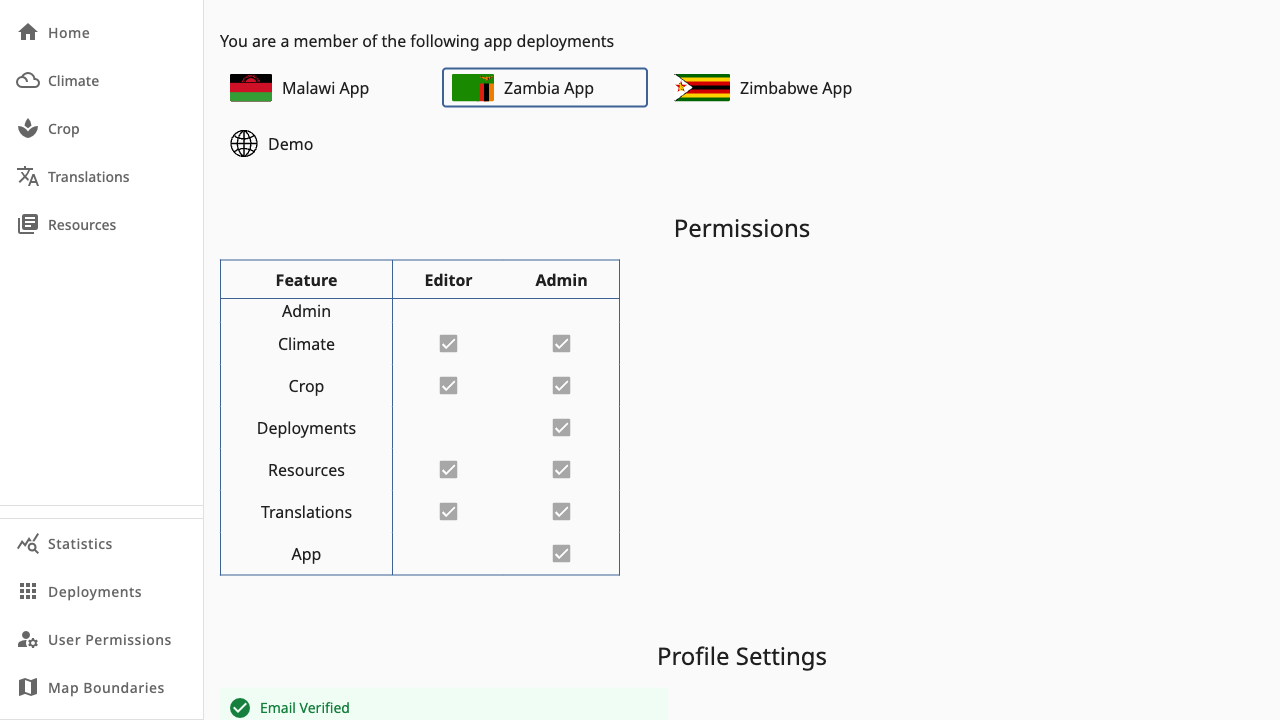 Home
Climate
Crop
Translations
Resources
Statistics
Deployments
User Permissions
Map Boundaries
You are a member of the following app deployments
Malawi App
Zambia App
Zimbabwe App
Demo
Permissions
Feature Editor Admin
Admin
Climate
Crop
Deployments
Resources
Translations
App
Profile Settings
Email Verified